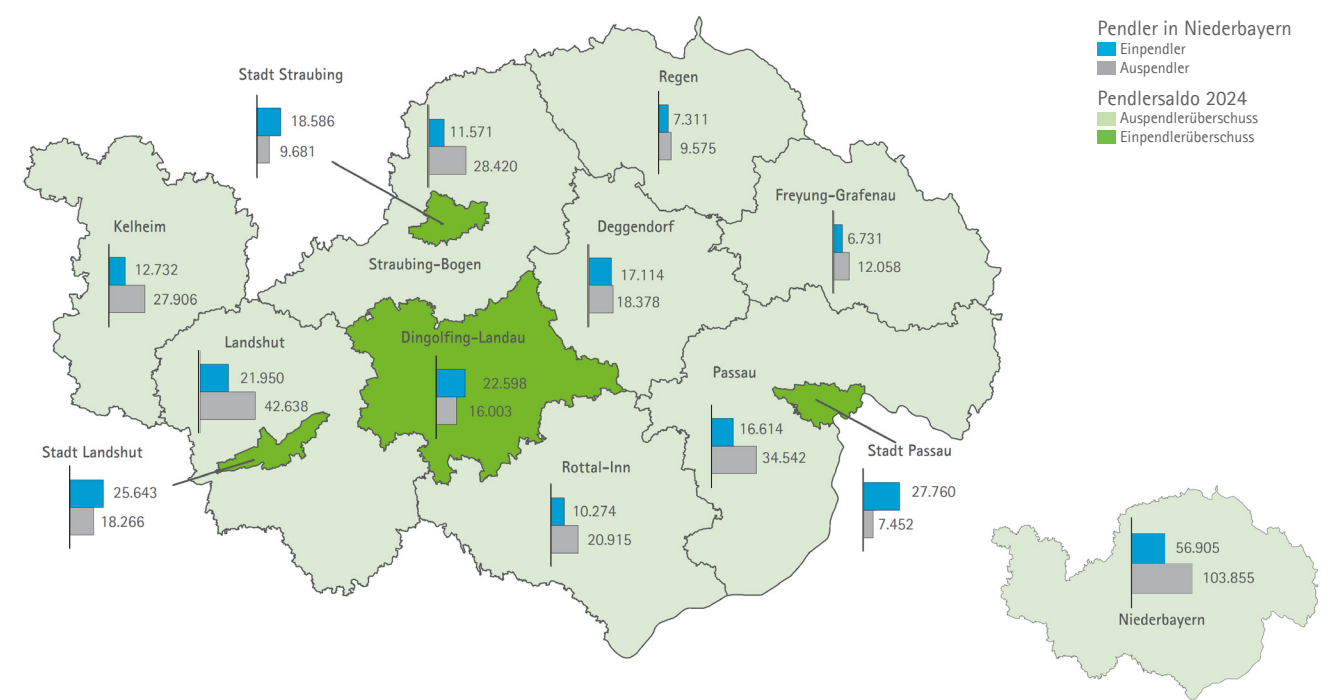 Pendler in Niederbayern
Einpendler
Auspendler
Pendlersaldo 2024
Auspendlerüberschuss
Einpendlerüberschuss
Stadt Straubing
18.586
9.681
11.571
28.420
Straubing-Bogen
Regen
7.311
9.575
Freyung-Grafenau
6.731
12.058
Kelheim
12.732
27.906
Deggendorf
17.114
18.378
Landshut
21.950
42.638
Dingolfing-Landau
22.598
16.003
Passau
16.614
34.542
Stadt Landshut
25.643
18.266
Rottal-Inn
10.274
20.915
Stadt Passau
27.760
7.452
56.905
103.855
Niederbayern